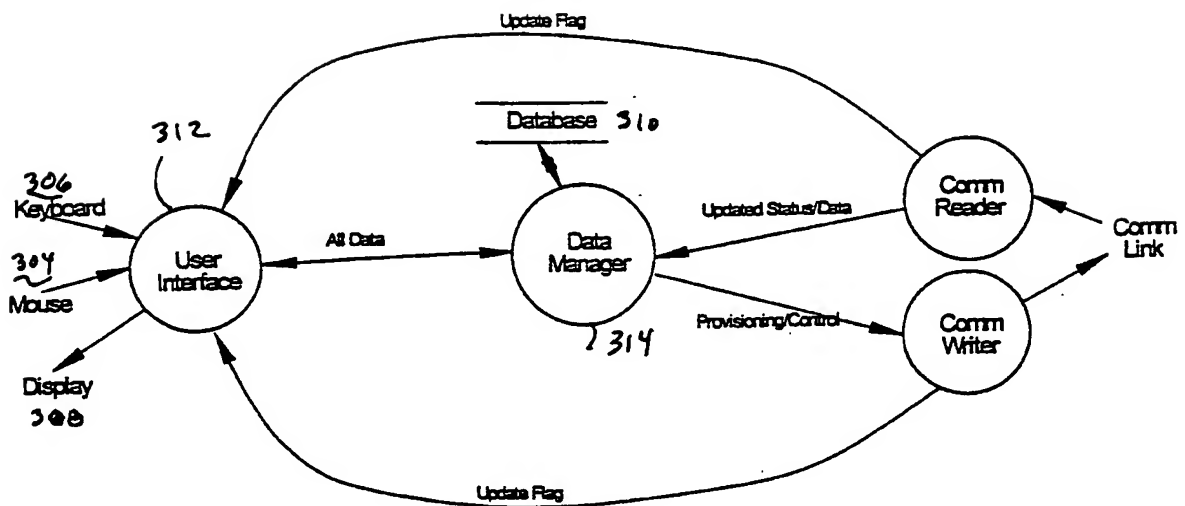 Update Flag
312
Database 310
306
Keyboard
304
Mouse
User
Interface
All Data
Data
Manager
Updated Status/Data
Comm
Reader
Comm
Link
Provisioning/Control
Comm
Writer
314
Display
Update Flag